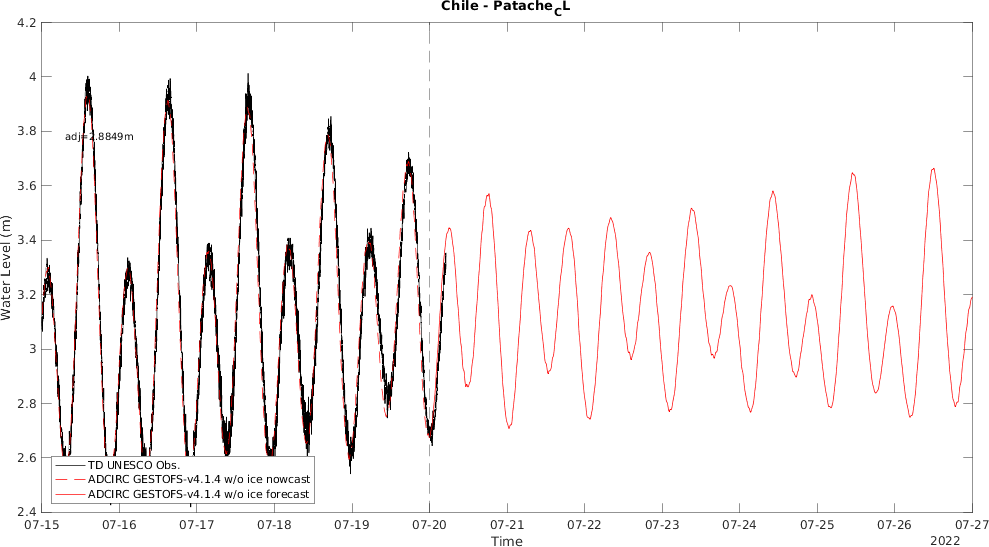 Chile - Patache_CL
4.2
4
3.8
3.6
3.4
3.2
3
2.8
2.6
2.4
Water Level (m)
adj=2.8849m
TD UNESCO Obs.
ADCIRC GESTOFS-v4.1.4 w/o ice nowcast
ADCIRC GESTOFS-v4.1.4 w/o ice forecast
07-15 07-16 07-17 07-18 07-19 07-20 07-21 07-22 07-23 07-24 07-25 07-26 07-27
Time
2022